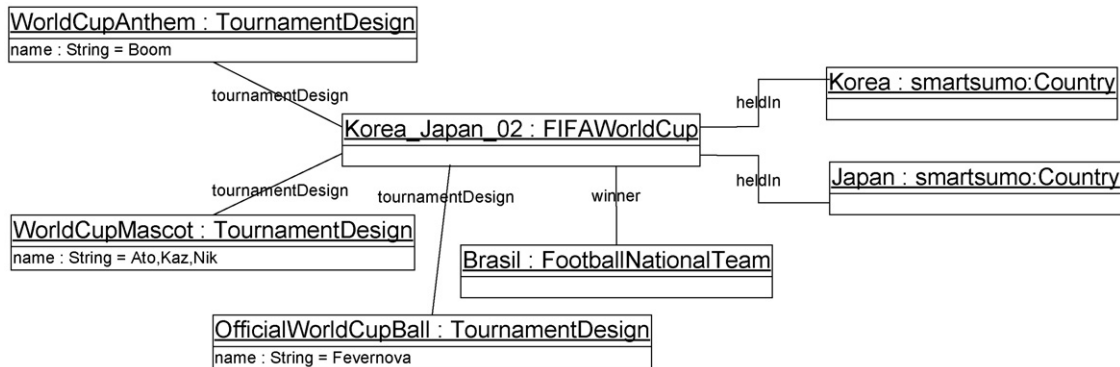 WorldCupAnthem : TournamentDesign
name : String = Boom
tournamentDesign
Korea_Japan_02 : FIFAWorldCup
heldIn
Korea : smartsumo:Country
heldIn
Japan : smartsumo:Country
tournamentDesign
tournamentDesign
winner
WorldCupMascot : TournamentDesign
name : String = Ato,Kaz,Nik
Brasil : FootballNationalTeam
OfficialWorldCupBall : TournamentDesign
name : String = Fevernova